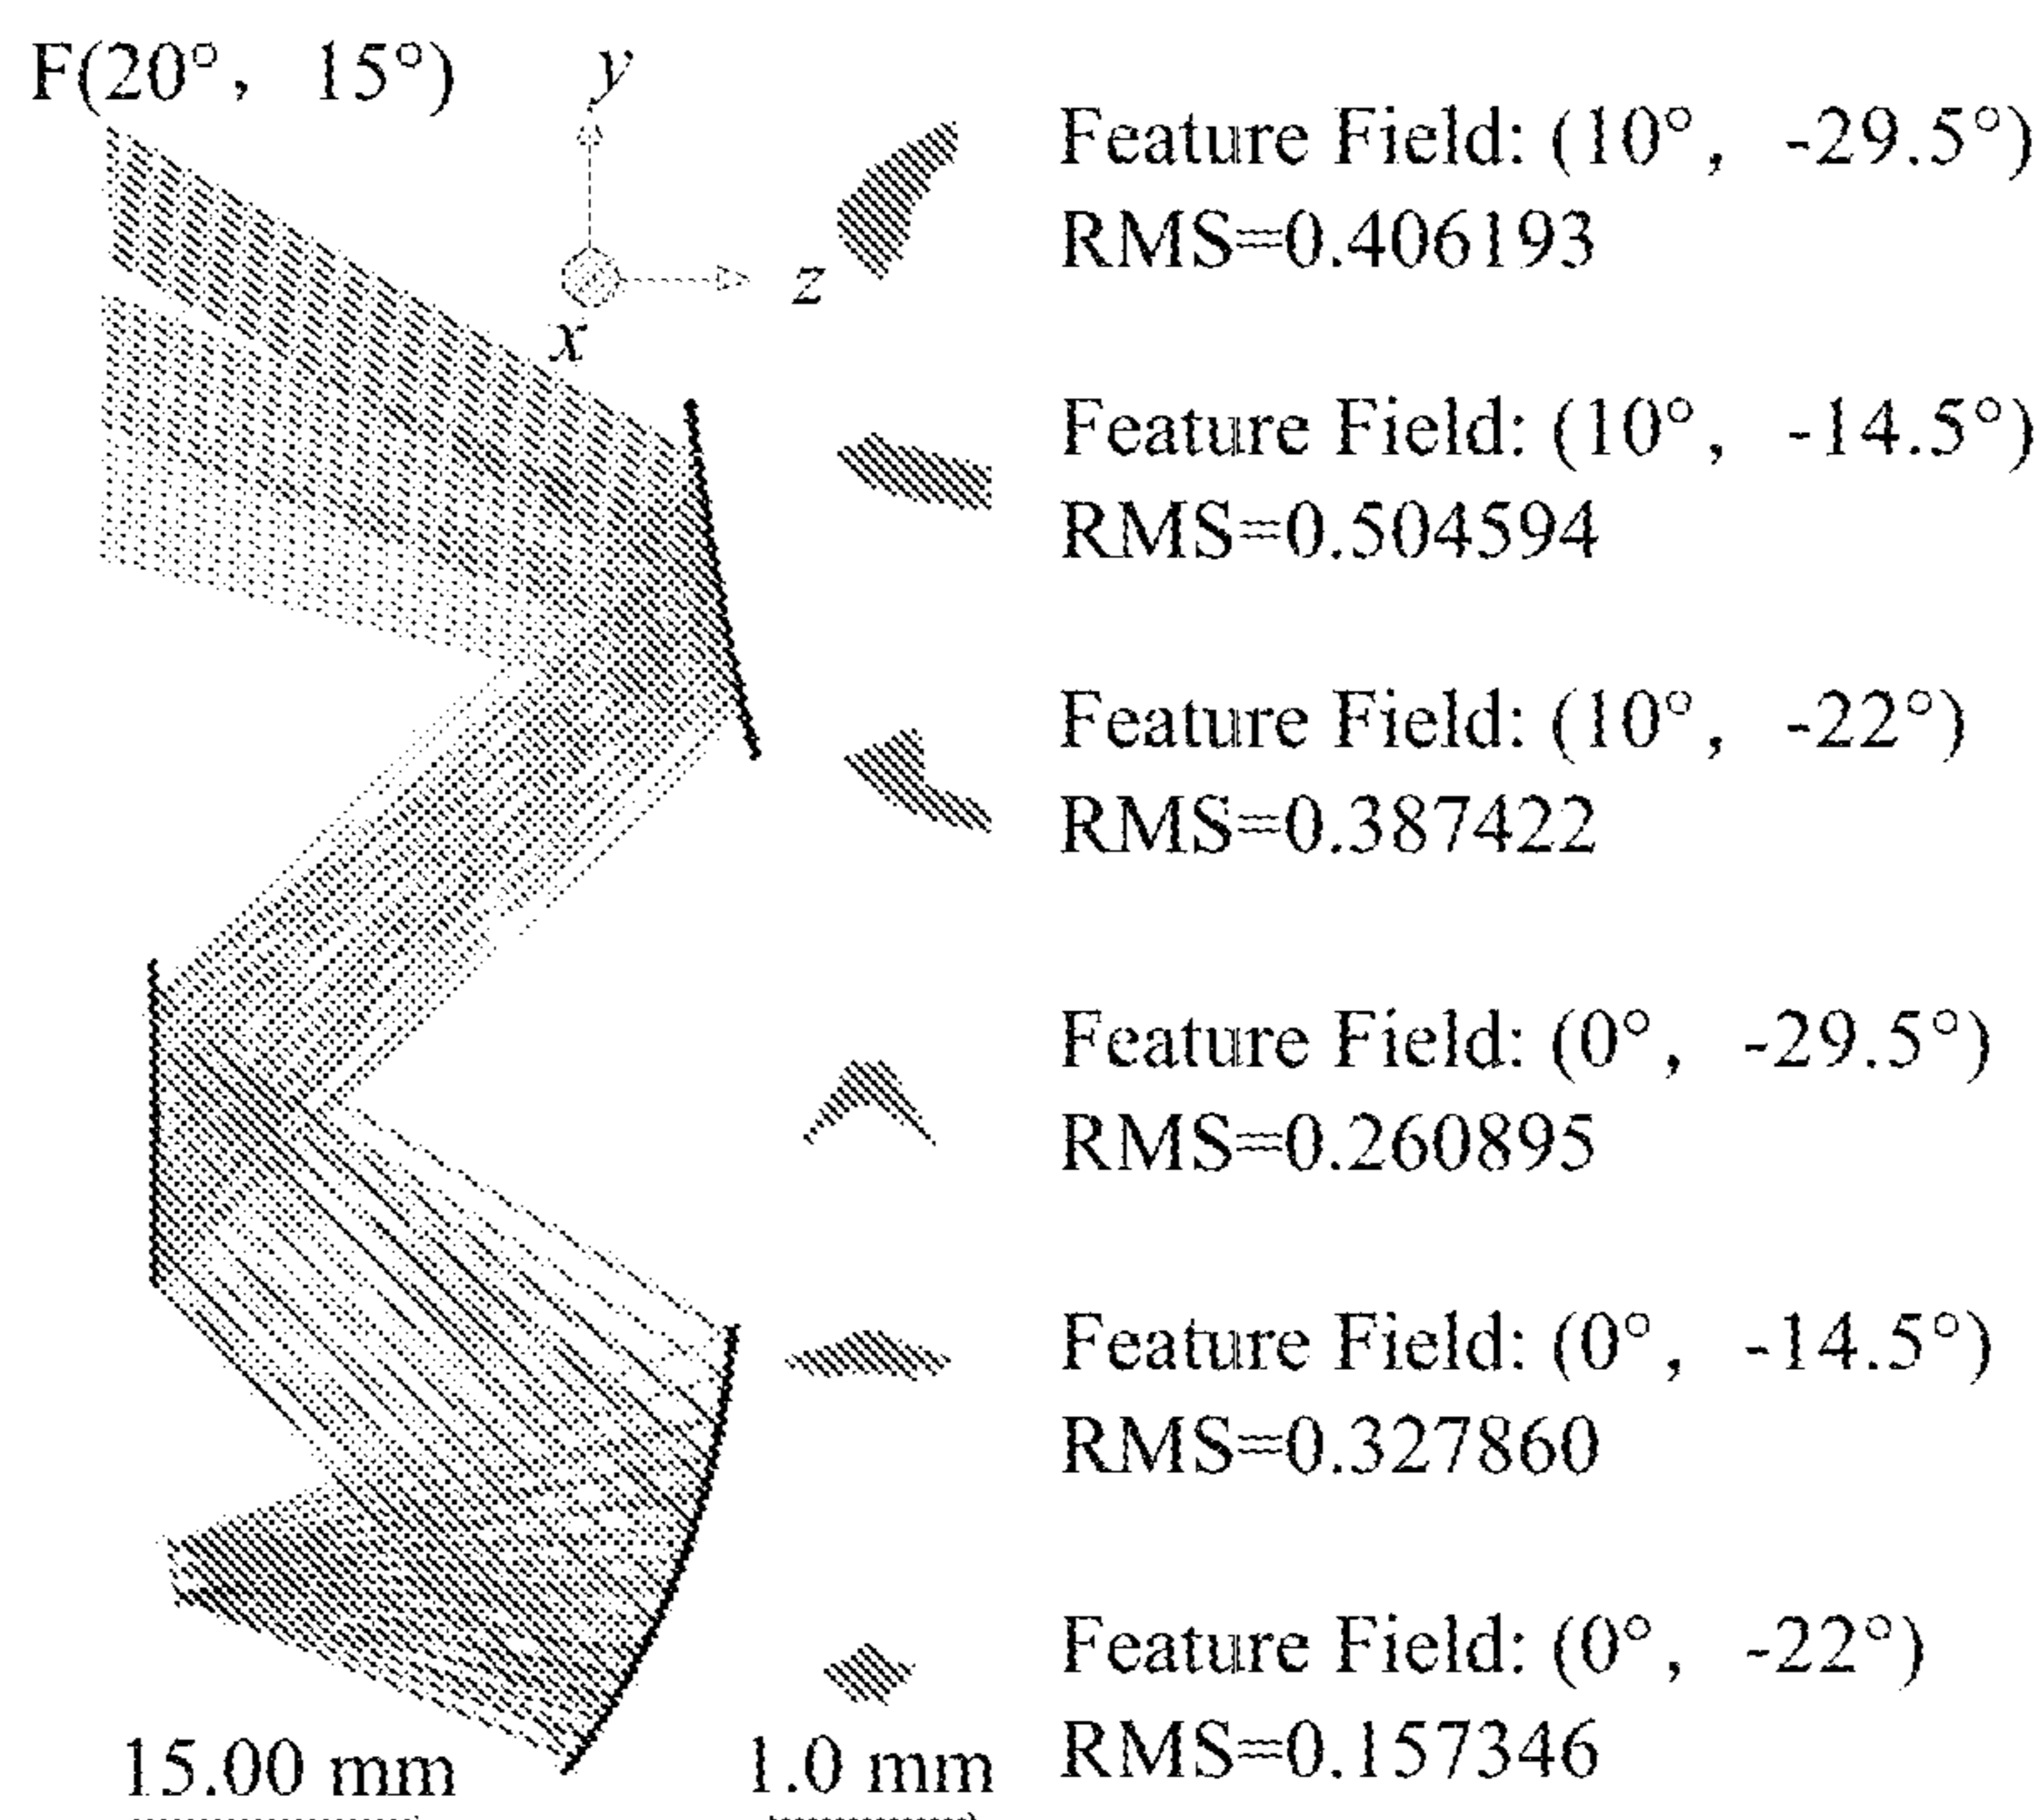 F(20°, 15°)
y
z
x
Feature Field: (10°, -29.5°)
RMS=0.406193
Feature Field: (10°, -14.5°)
RMS=0.504594
Feature Field: (10°, -22°)
RMS=0.387422
Feature Field: (0°, -29.5°)
RMS=0.260895
Feature Field: (0°, -14.5°)
RMS=0.327860
Feature Field: (0°, -22°)
RMS=0.157346
15.00 mm
1.0 mm